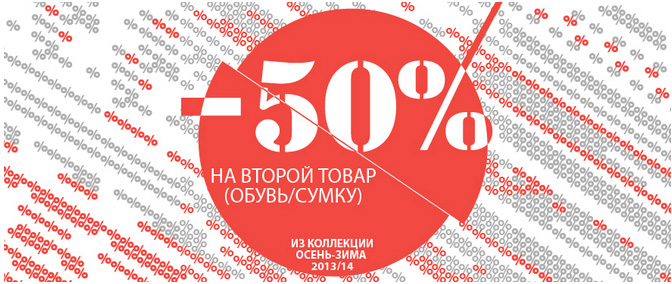 -50%
НА ВТОРОЙ ТОВАР
(ОБУВЬ/СУМКУ)
ИЗ КОЛЛЕКЦИИ
ОСЕНЬ-ЗИМА
2013/14